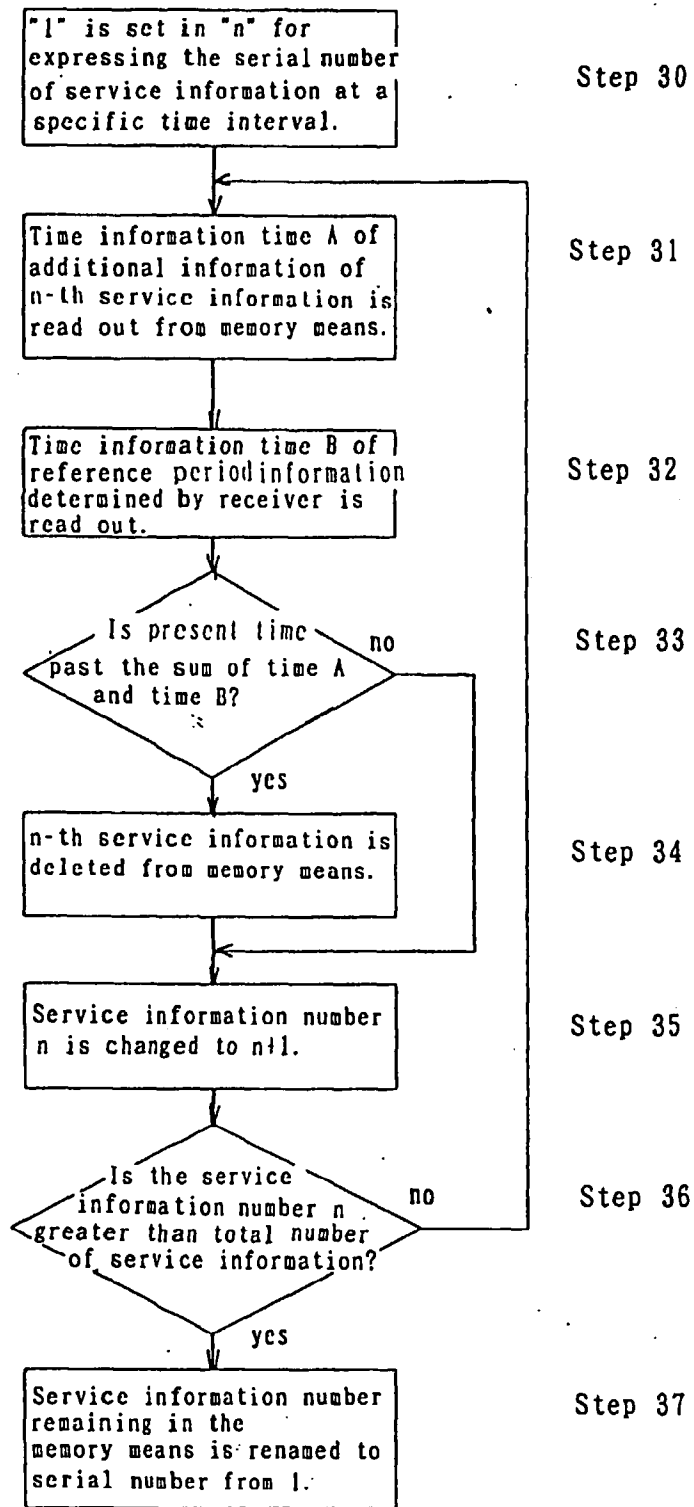 "1" is set in "n" for
expressing the serial number
of service information at a
specific time interval.
Step 30
Time information time A of
additional information of
n-th service information is
read out from memory means.
Step 31
Time information time B of
reference period information
determined by receiver is
read out.
Step 32
Is present time
past the sum of time A
and time B?
no
yes
Step 33
n-th service information is
deleted from memory means.
Step 34
Service information number
n is changed to n+1.
Step 35
Is the service
information number n
greater than total number
of service information?
no
yes
Step 36
Service information number
remaining in the
memory means is renamed to
serial number from 1.
Step 37